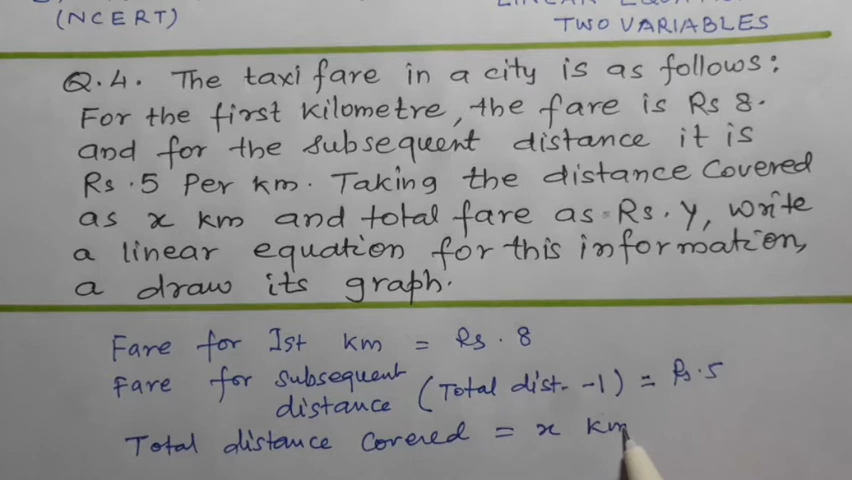 (NCERT)
TWO VARIABLES
Q.4. The taxi fare in a city is as follows:
For the first kilometre, the fare is Rs 8.
and for the subsequent distance it is
Rs.5 Per km. Taking the distance covered
as x km and total fare as Rs. y, write
a linear equation for this information,
a draw its graph.
Fare for Ist km = Rs. 8
Fare for subsequent distance (Total dist. -1) = Rs.5
Total distance covered = x km